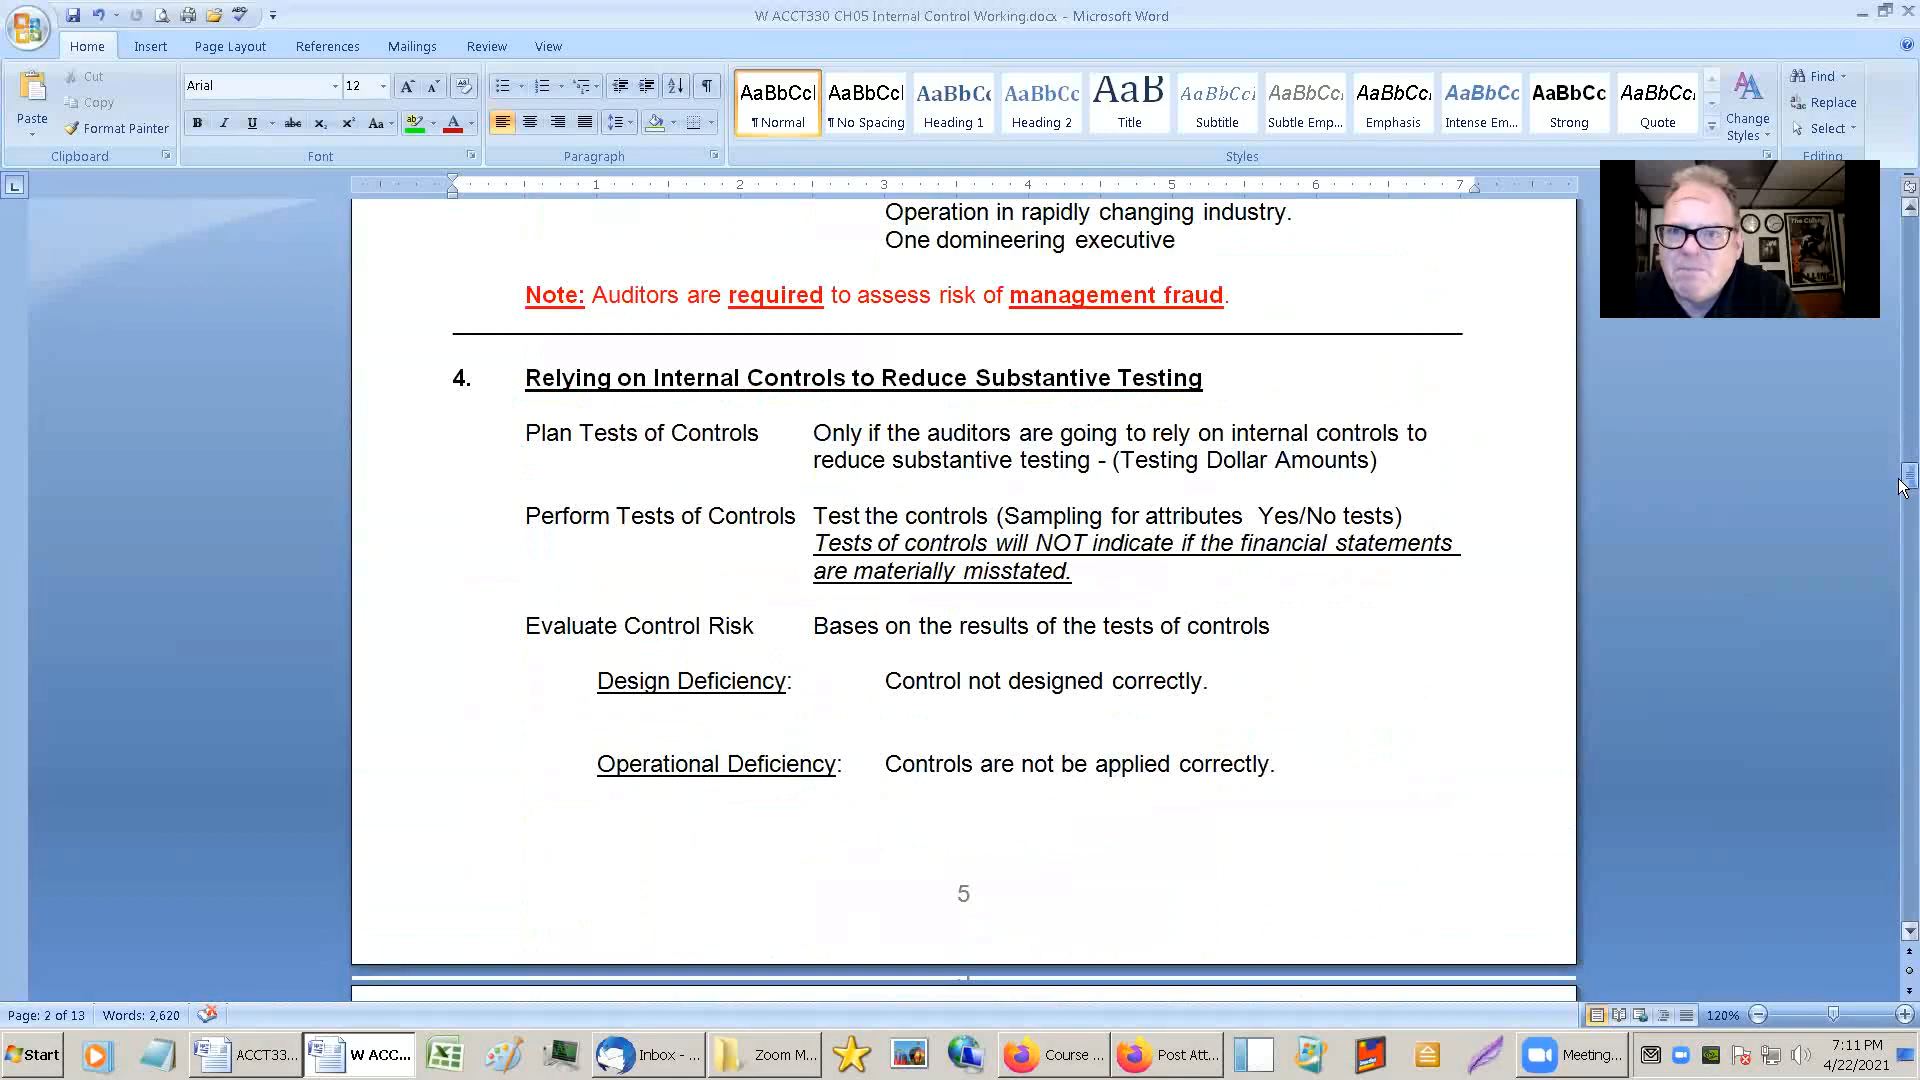 W ACCT330 CH05 Internal Control Working.docx - Microsoft Word
Home Insert Page Layout References Mailings Review View
Paste
Cut
Copy
Format Painter
Clipboard
Arial 12
Font
Paragraph
AaBbCcI AaBbCcI AaBbCc AaBbCc AaB AaBbCcI AaBbCcI AaBbCcI AaBbCcI AaBbCc AaBbCcI
¶ Normal ¶ No Spacing Heading 1 Heading 2 Title Subtitle Subtle Emp... Emphasis Intense Em... Strong Quote
Styles
Change
Styles
Find
Replace
Select
Editing
1 2 3 4 5 6 7
Operation in rapidly changing industry.
One domineering executive
Note: Auditors are required to assess risk of management fraud.
4. Relying on Internal Controls to Reduce Substantive Testing
Plan Tests of Controls Only if the auditors are going to rely on internal controls to
reduce substantive testing - (Testing Dollar Amounts)
Perform Tests of Controls Test the controls (Sampling for attributes Yes/No tests)
Tests of controls will NOT indicate if the financial statements
are materially misstated.
Evaluate Control Risk Bases on the results of the tests of controls
Design Deficiency: Control not designed correctly.
Operational Deficiency: Controls are not be applied correctly.
5
Page: 2 of 13 Words: 2,620
120%
Start
ACCT33...
W ACC...
Inbox - ...
Zoom M...
Course ...
Post Att...
Meeting...
7:11 PM
4/22/2021